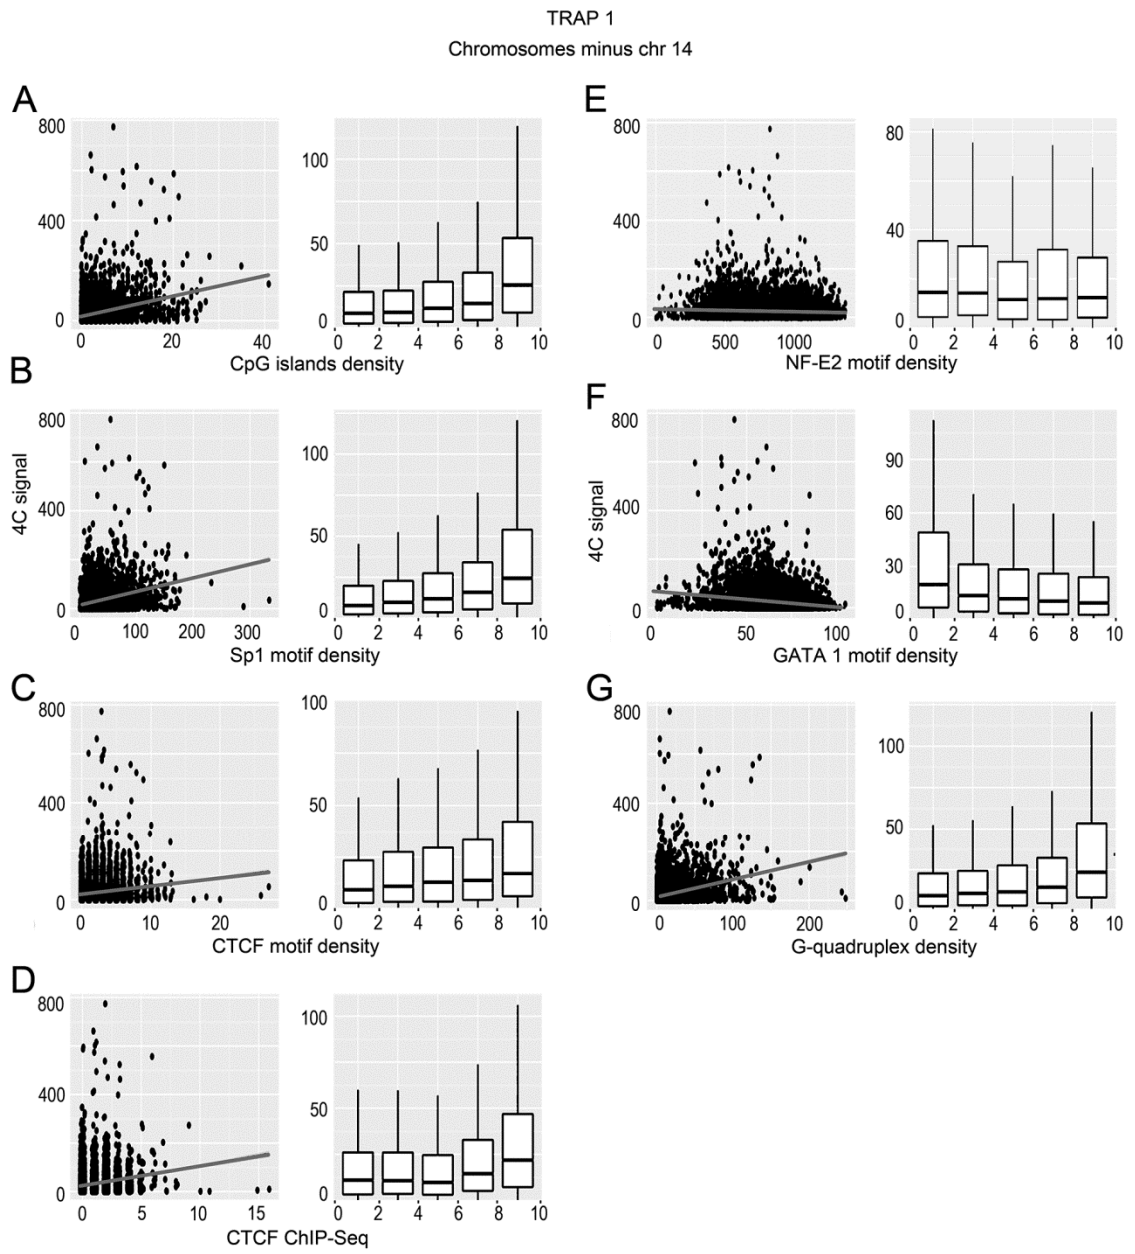 TRAP 1
Chromosomes minus chr 14
A
800
400
0
0 20 40
100
50
0
0 2 4 6 8 10
CpG islands density
B
4C signal
800
400
0
0 100 200 300
100
50
0
0 2 4 6 8 10
Sp1 motif density
C
800
400
0
0 10 20
100
50
0
0 2 4 6 8 10
CTCF motif density
D
800
400
0
0 5 10 15
100
50
0
0 2 4 6 8 10
CTCF ChIP-Seq
E
800
400
0
0 500 1000
80
40
0
0 2 4 6 8 10
NF-E2 motif density
F
4C signal
800
400
0
0 50 100
90
60
30
0
0 2 4 6 8 10
GATA 1 motif density
G
800
400
0
0 100 200
100
50
0
0 2 4 6 8 10
G-quadruplex density